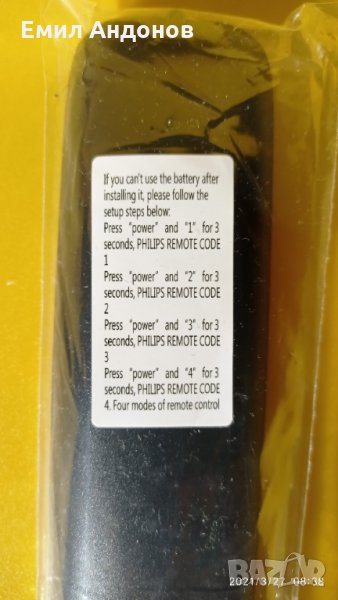 Емил Андонов
If you can't use the battery after
installing it, please follow the
setup steps below:
Press "power" and "1" for 3
seconds, PHILIPS REMOTE CODE
1
Press "power" and "2" for 3
seconds, PHILIPS REMOTE CODE
2
Press "power" and "3" for 3
seconds, PHILIPS REMOTE CODE
3
Press "power" and "4" for 3
seconds, PHILIPS REMOTE CODE
4. Four modes of remote control
BAZAR
2021/3/27 08:38